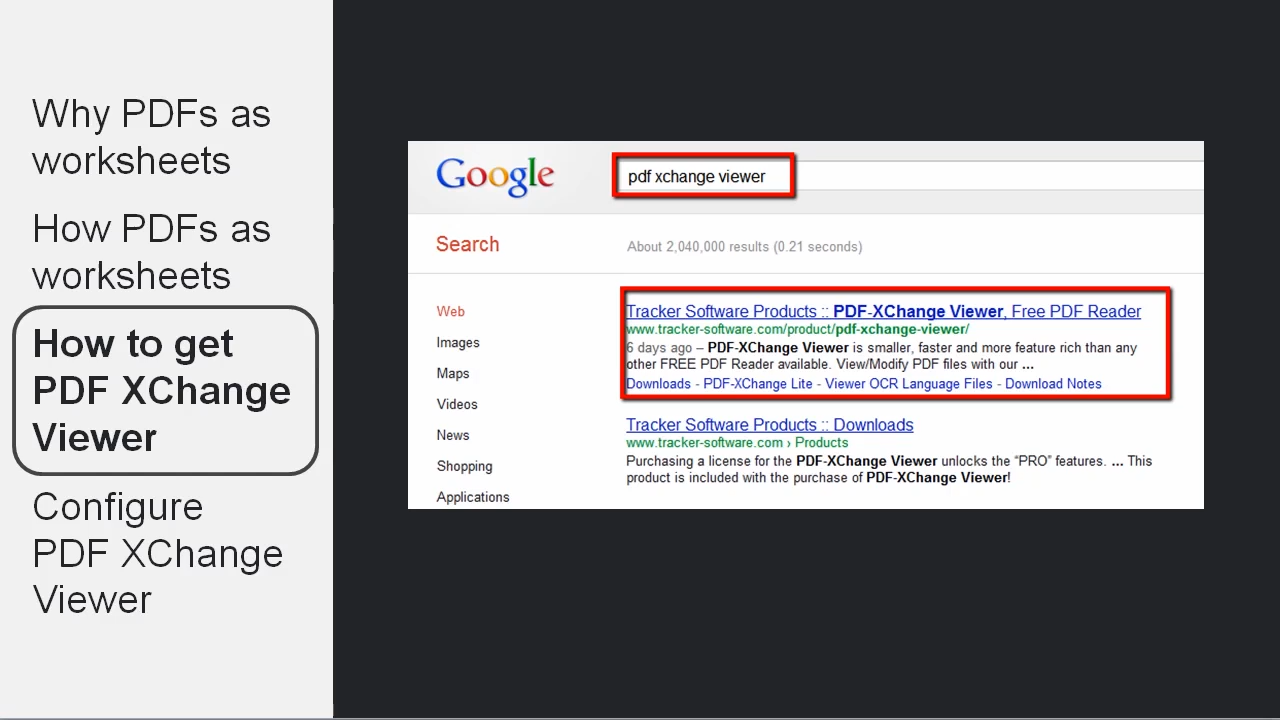 Why PDFs as
worksheets
How PDFs as
worksheets
How to get
PDF XChange
Viewer
Configure
PDF XChange
Viewer
Google
pdf xchange viewer
Search
About 2,040,000 results (0.21 seconds)
Web
Images
Maps
Videos
News
Shopping
Applications
Tracker Software Products :: PDF-XChange Viewer, Free PDF Reader
www.tracker-software.com/product/pdf-xchange-viewer/
6 days ago – PDF-XChange Viewer is smaller, faster and more feature rich than any
other FREE PDF Reader available. View/Modify PDF files with our ...
Downloads - PDF-XChange Lite - Viewer OCR Language Files - Download Notes
Tracker Software Products :: Downloads
www.tracker-software.com › Products
Purchasing a license for the PDF-XChange Viewer unlocks the “PRO” features. ... This
product is included with the purchase of PDF-XChange Viewer!